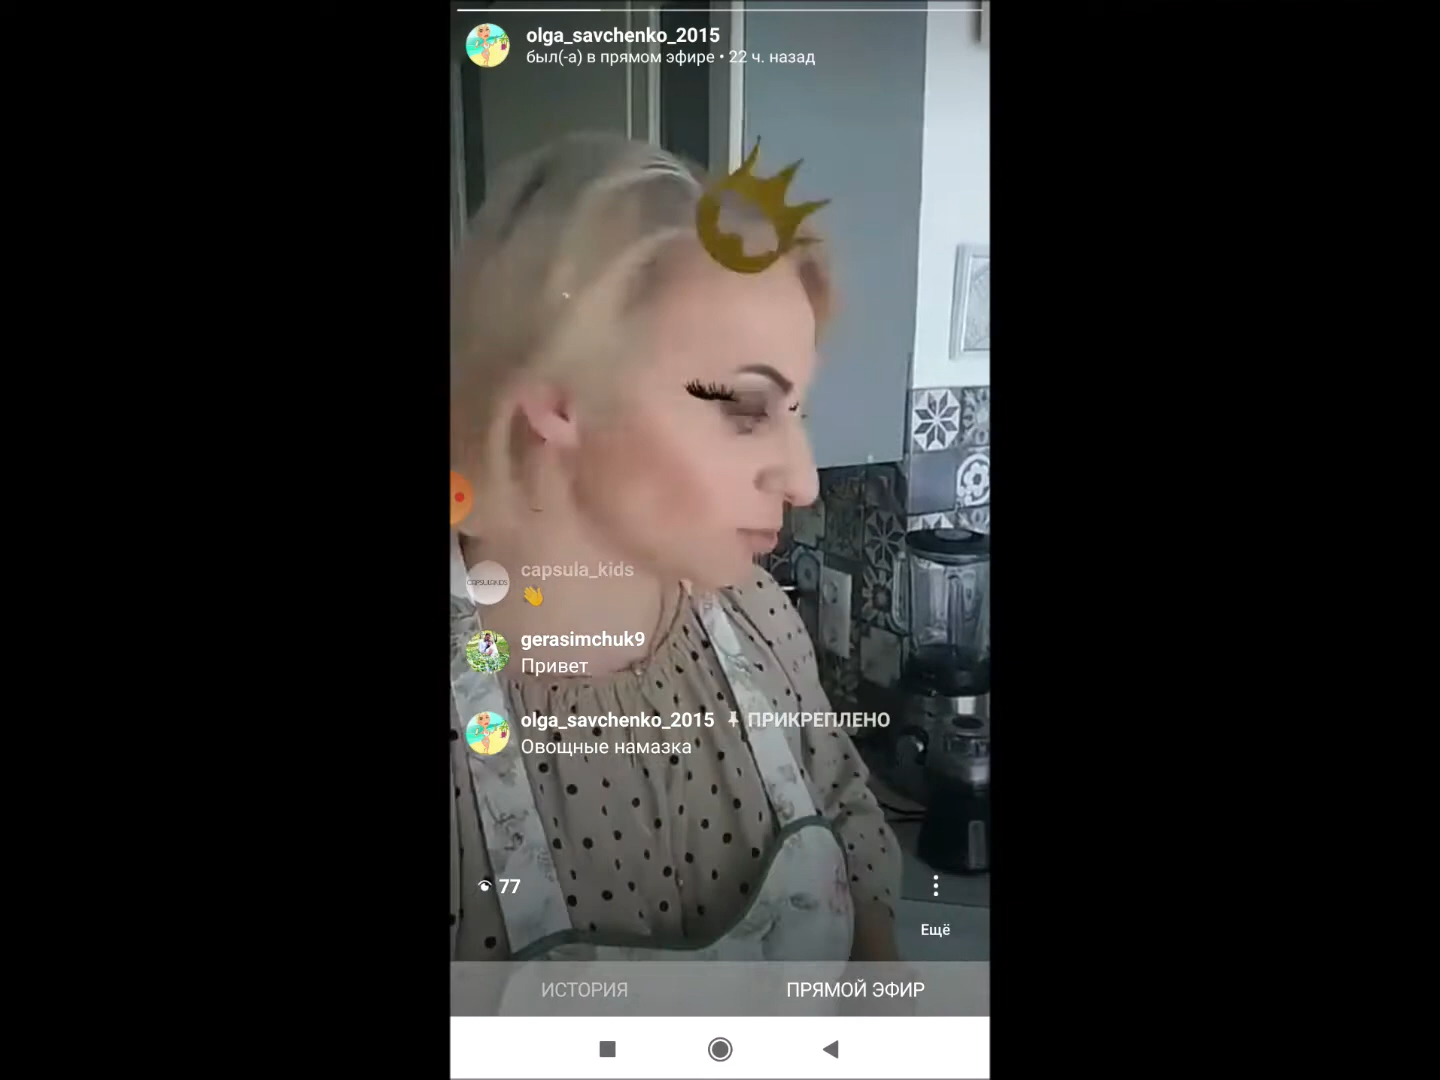 olga_savchenko_2015
был(-а) в прямом эфире • 22 ч. назад
capsula_kids
👋
gerasimchuk9
Привет
olga_savchenko_2015 ПРИКРЕПЛЕНО
Овощные намазка
77
Ещё
ИСТОРИЯ
ПРЯМОЙ ЭФИР